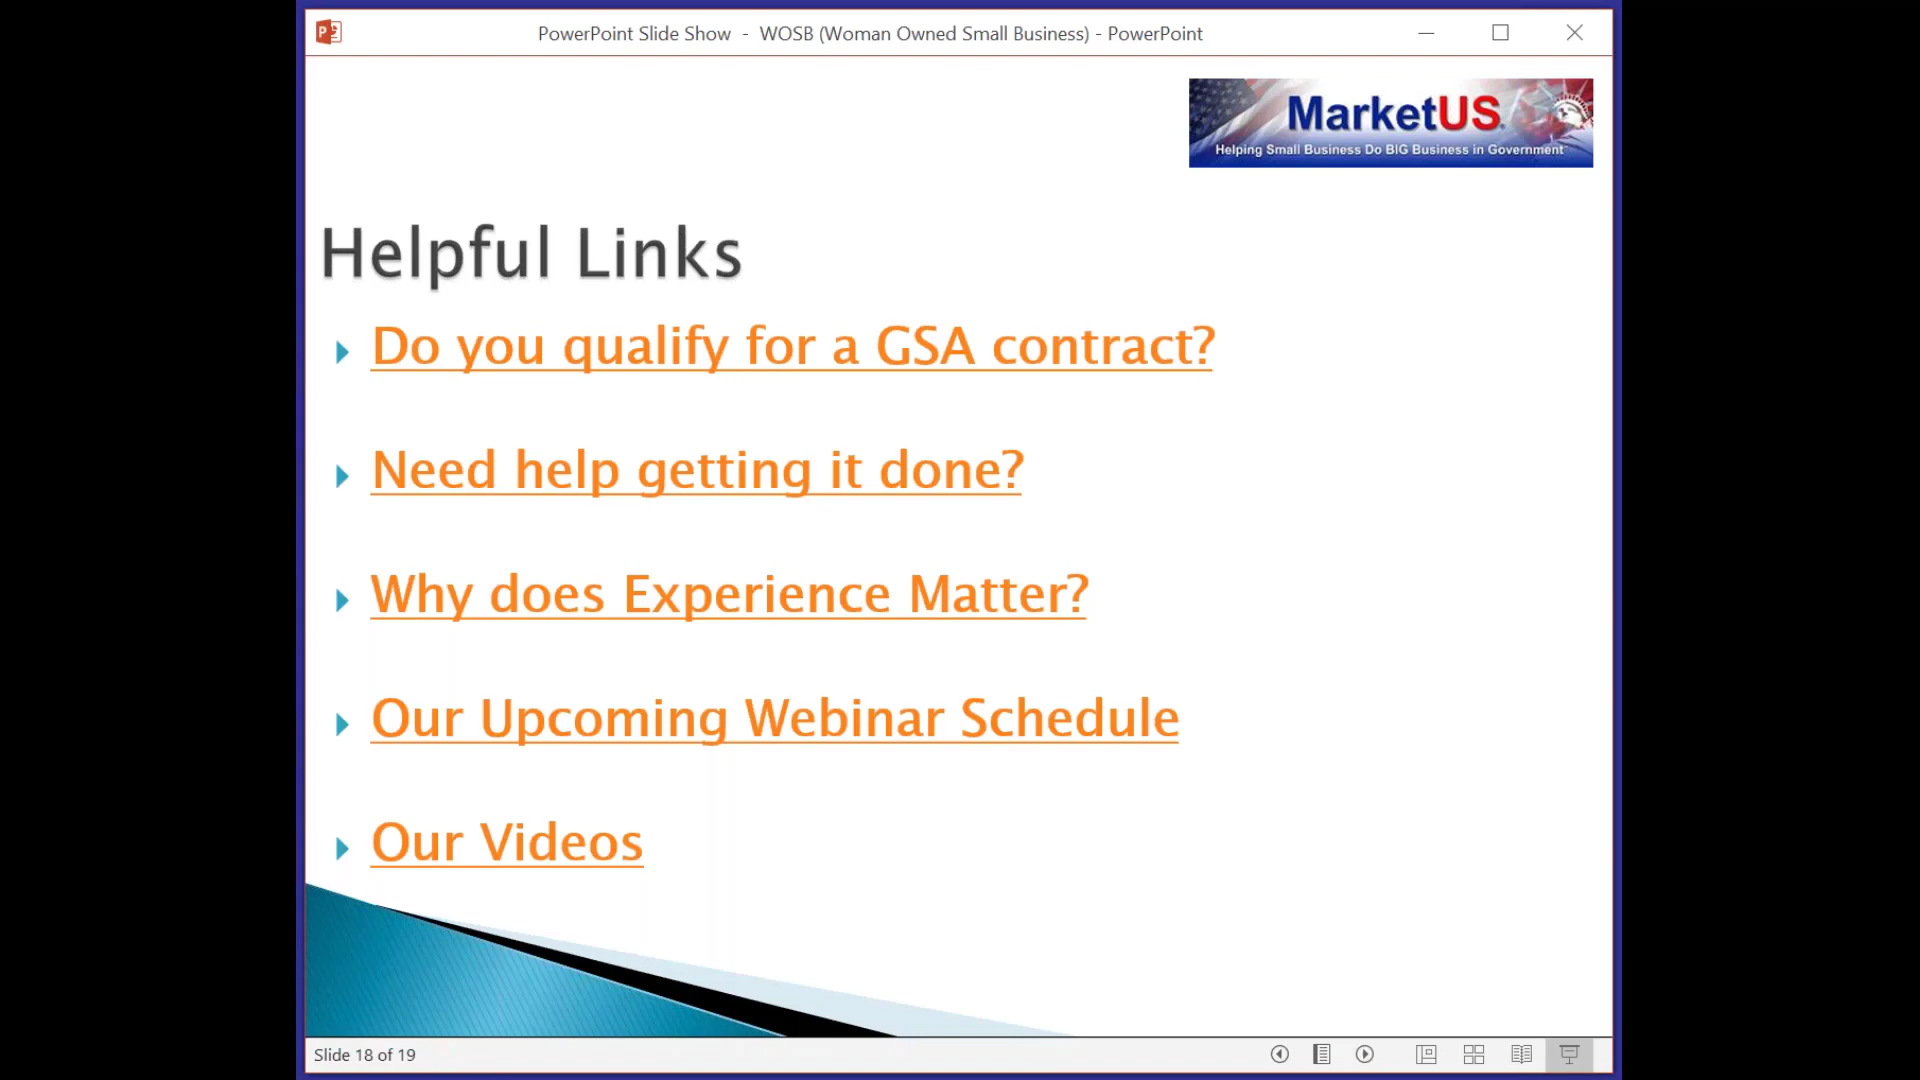 PowerPoint Slide Show - WOSB (Woman Owned Small Business) - PowerPoint
MarketUS
Helping Small Business Do BIG Business in Government
Helpful Links
Do you qualify for a GSA contract?
Need help getting it done?
Why does Experience Matter?
Our Upcoming Webinar Schedule
Our Videos
Slide 18 of 19